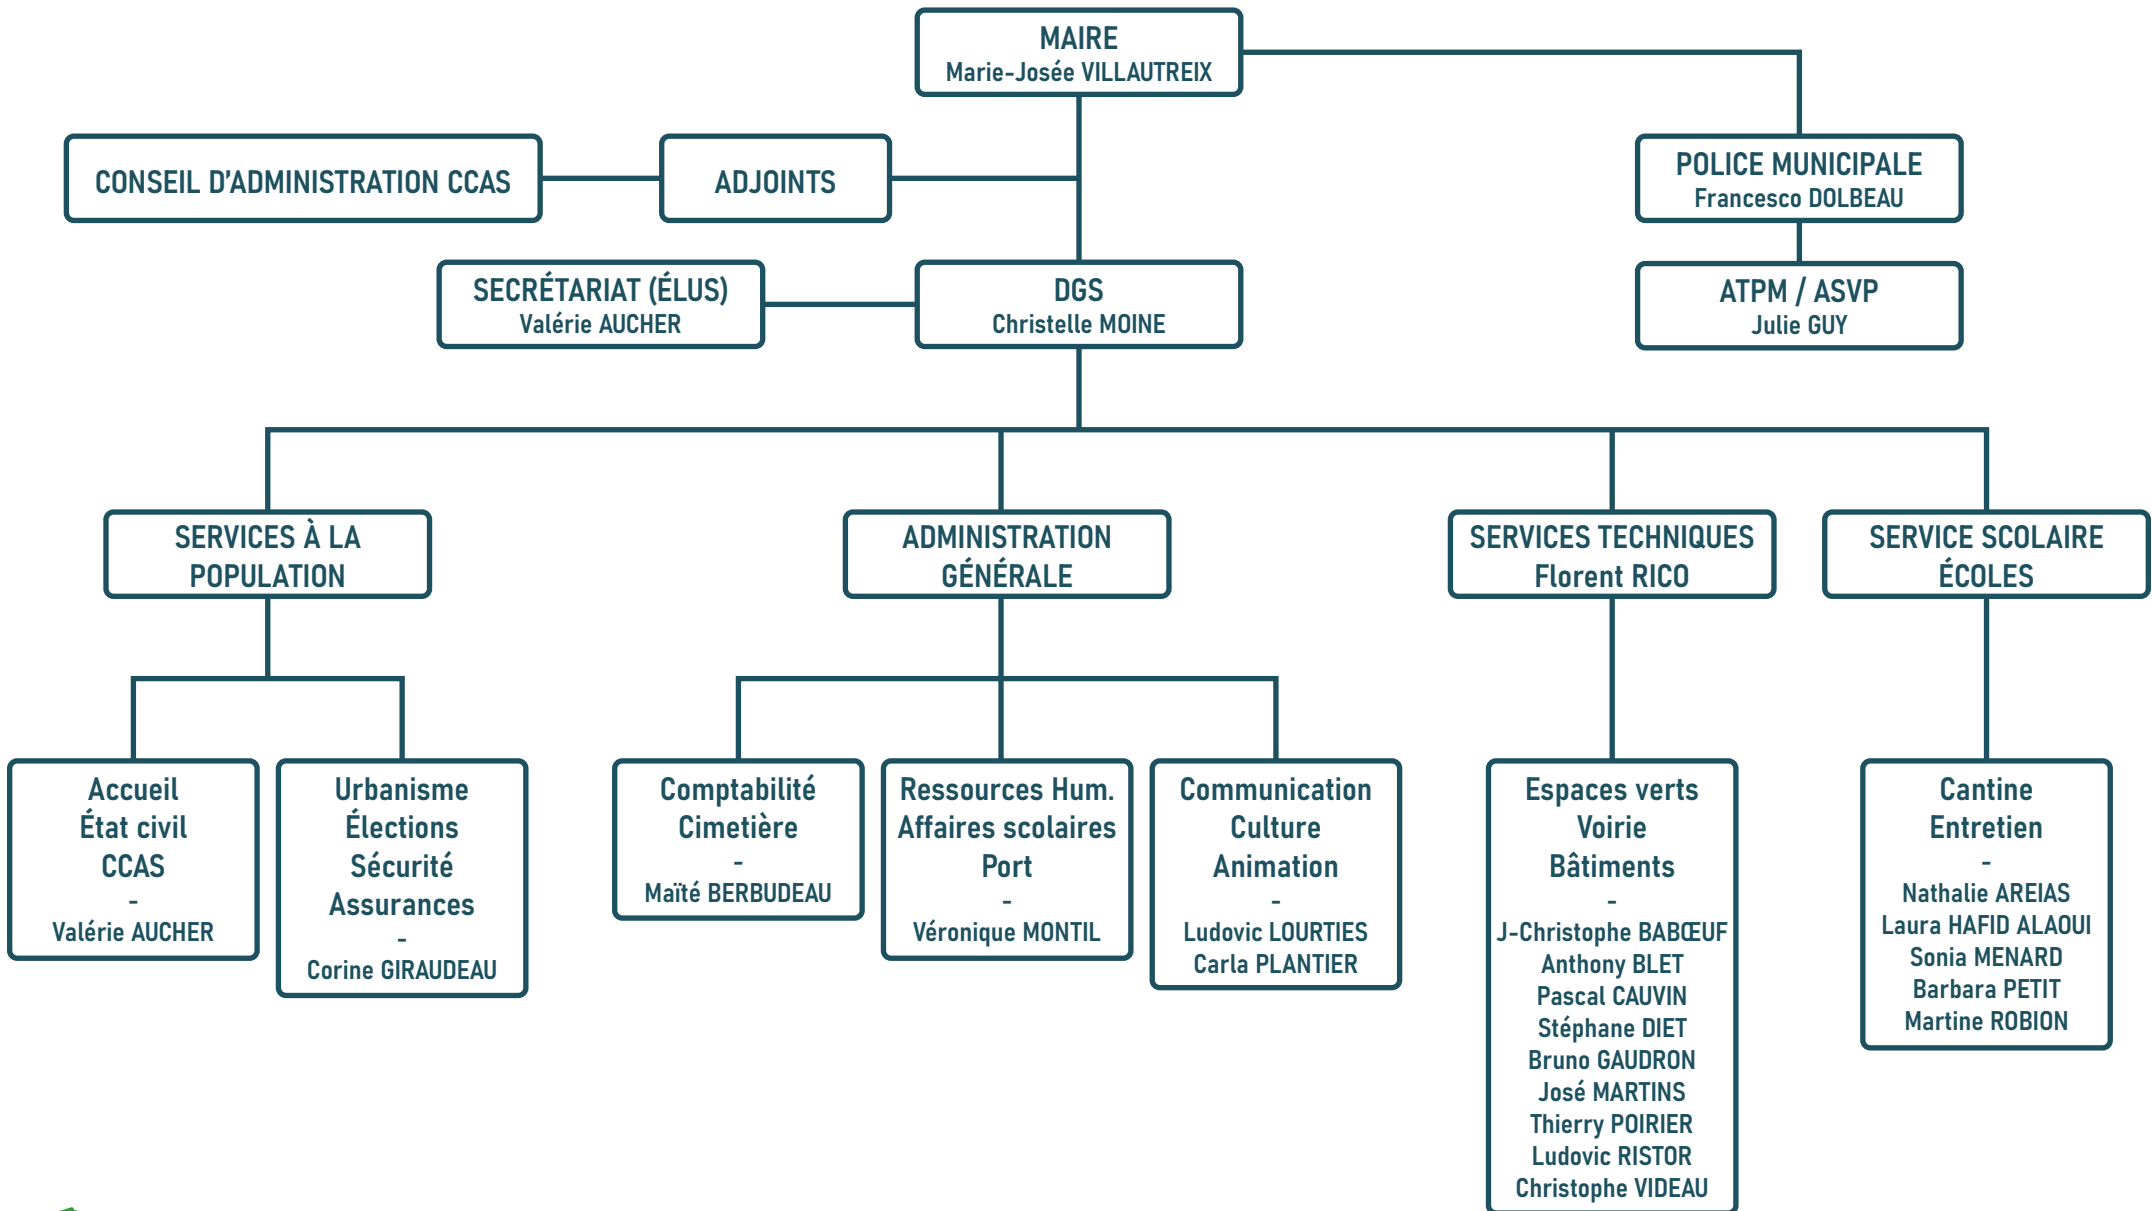 MAIRE
Marie-Josée VILLAUTREIX
CONSEIL D'ADMINISTRATION CCAS
ADJOINTS
POLICE MUNICIPALE
Francesco DOLBEAU
SECRÉTARIAT (ÉLUS)
Valérie AUCHER
DGS
Christelle MOINE
ATPM / ASVP
Julie GUY
SERVICES À LA
POPULATION
ADMINISTRATION
GÉNÉRALE
SERVICES TECHNIQUES
Florent RICO
SERVICE SCOLAIRE
ÉCOLES
Accueil
État civil
CCAS
-
Valérie AUCHER
Urbanisme
Élections
Sécurité
Assurances
-
Corine GIRAUDEAU
Comptabilité
Cimetière
-
Maïté BERBUDEAU
Ressources Hum.
Affaires scolaires
Port
-
Véronique MONTIL
Communication
Culture
Animation
-
Ludovic LOURTIES
Carla PLANTIER
Espaces verts
Voirie
Bâtiments
-
J-Christophe BABŒUF
Anthony BLET
Pascal CAUVIN
Stéphane DIET
Bruno GAUDRON
José MARTINS
Thierry POIRIER
Ludovic RISTOR
Christophe VIDEAU
Cantine
Entretien
-
Nathalie AREIAS
Laura HAFID ALAOUI
Sonia MENARD
Barbara PETIT
Martine ROBION